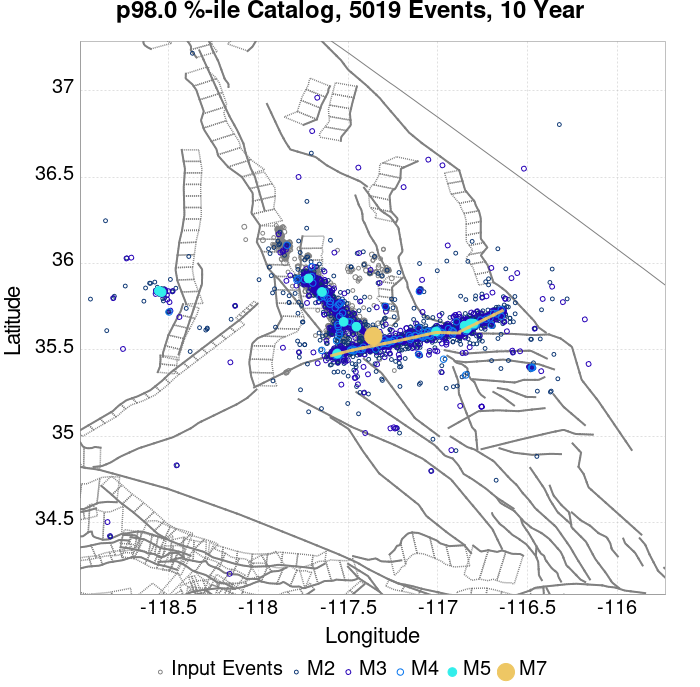 p98.0 %-ile Catalog, 5019 Events, 10 Year
37
36.5
36
35.5
35
34.5
Latitude
-118.5 -118 -117.5 -117 -116.5 -116
Longitude
Input Events M2 M3 M4 M5 M7